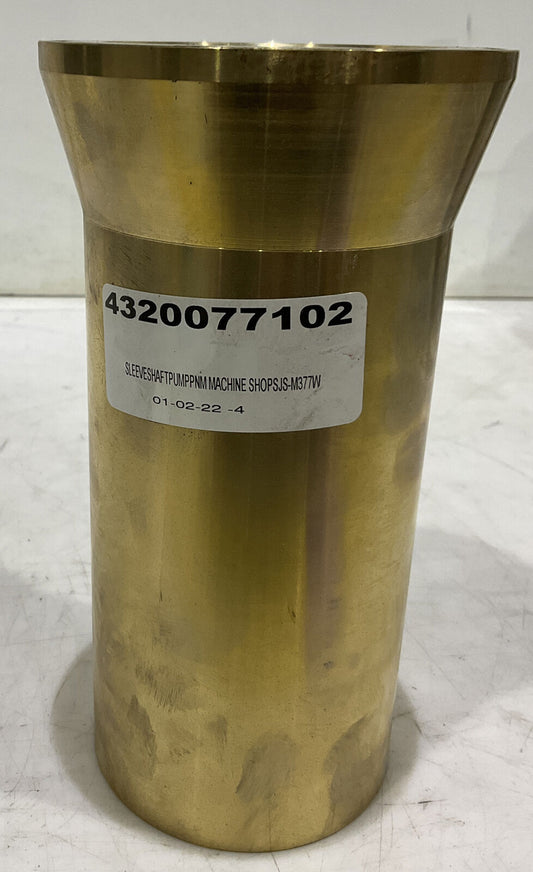 4320077102
SLEEVESHAFTPUMPPNM MACHINE SHOPSJS-M377W
01-02-22 -4